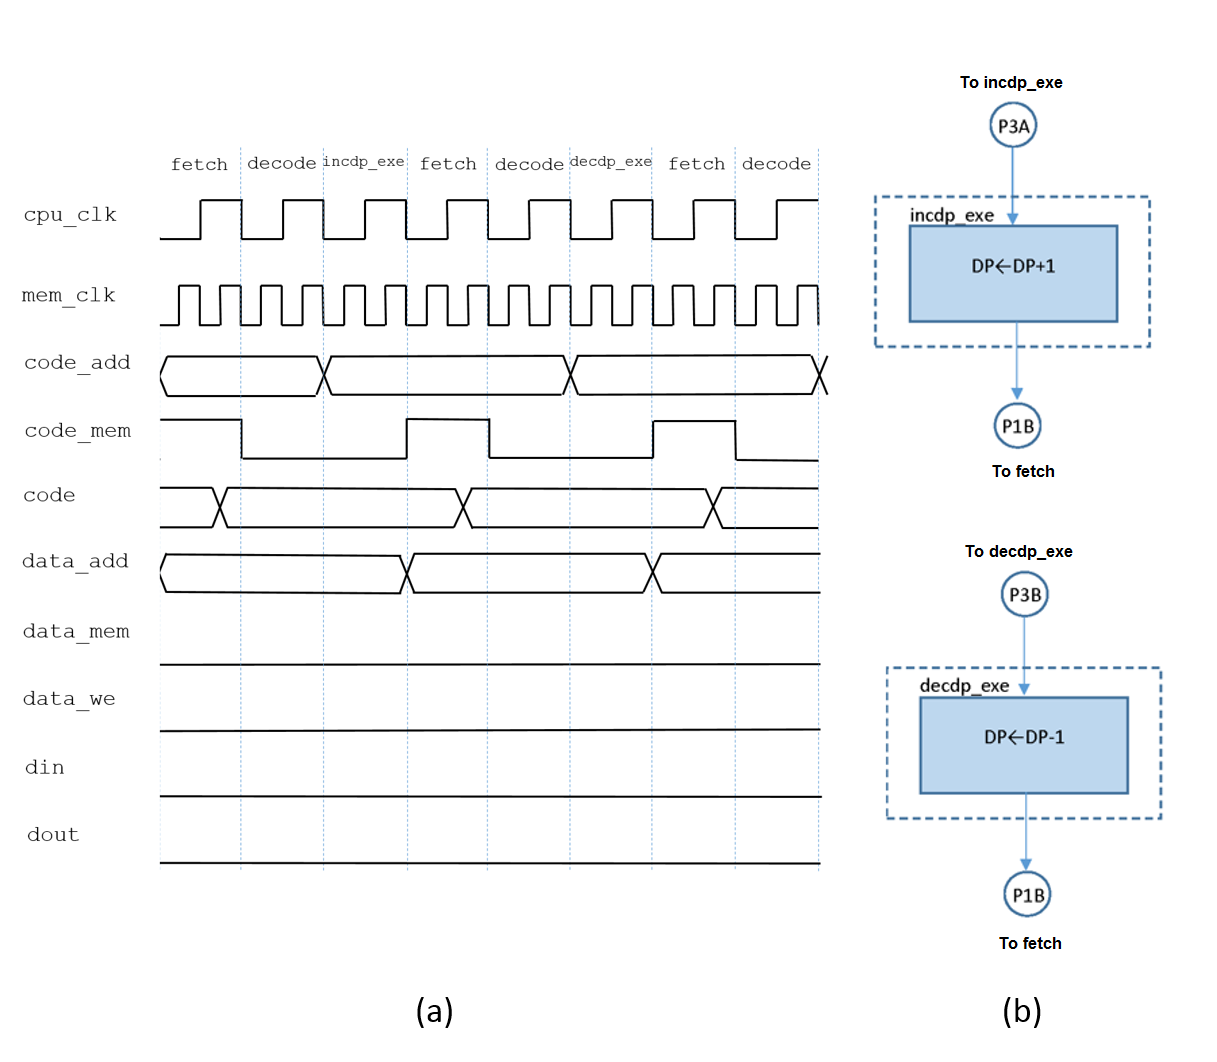 fetch decode incdp_exe fetch decode decdp_exe fetch decode
cpu_clk
mem_clk
code_add
code_mem
code
data_add
data_mem
data_we
din
dout
(a)
To incdp_exe
P3A
incdp_exe
DP←DP+1
P1B
To fetch
To decdp_exe
P3B
decdp_exe
DP←DP-1
P1B
To fetch
(b)